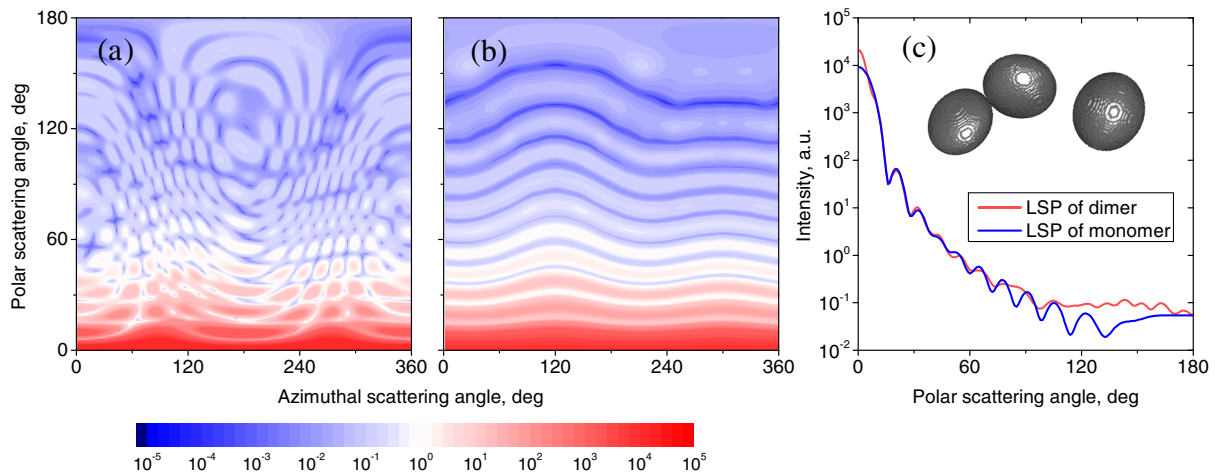 (a)
(b)
(c)
Polar scattering angle, deg
180
120
60
0
0 120 240 360
0 120 240 360
Azimuthal scattering angle, deg
10^-5 10^-4 10^-3 10^-2 10^-1 10^0 10^1 10^2 10^3 10^4 10^5
Intensity, a.u.
10^5
10^4
10^3
10^2
10^1
10^0
10^-1
10^-2
LSP of dimer
LSP of monomer
0 60 120 180
Polar scattering angle, deg